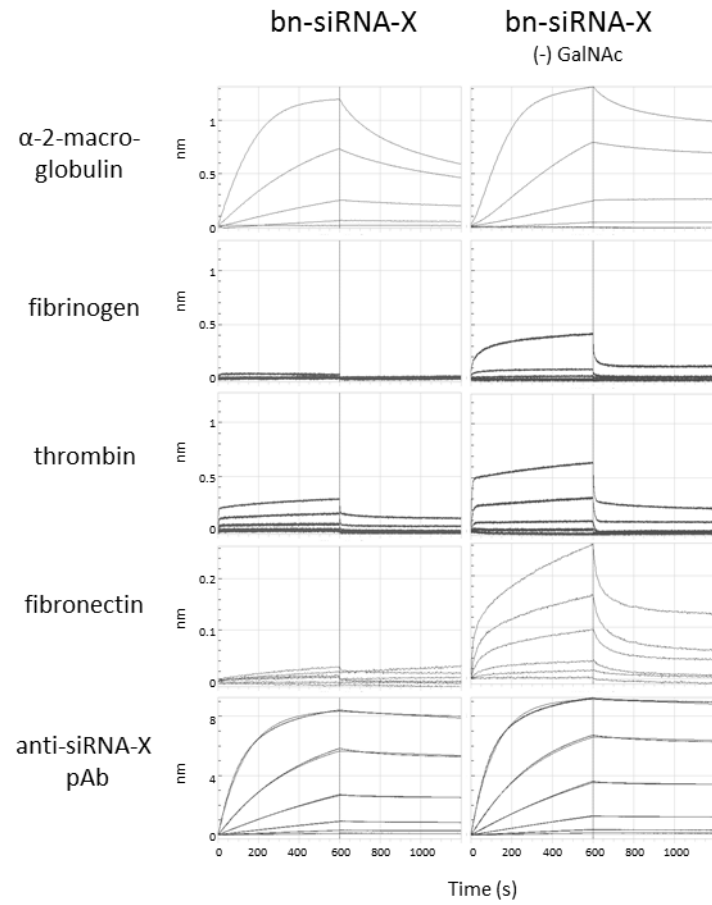 bn-siRNA-X
bn-siRNA-X
(-) GalNAc
α-2-macro-
globulin
nm
1
0.5
0
fibrinogen
nm
1
0.5
0
thrombin
nm
1
0.5
0
fibronectin
nm
0.2
0.1
0
anti-siRNA-X
pAb
nm
8
4
0
0 200 400 600 800 1000
0 200 400 600 800 1000
Time (s)